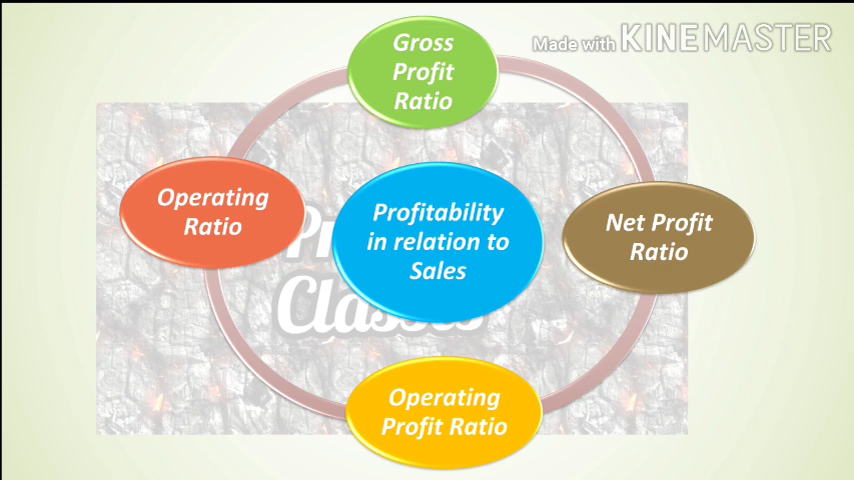 Made with KINEMASTER
Gross
Profit
Ratio
Operating
Ratio
Profitability
in relation to
Sales
Net Profit
Ratio
Operating
Profit Ratio